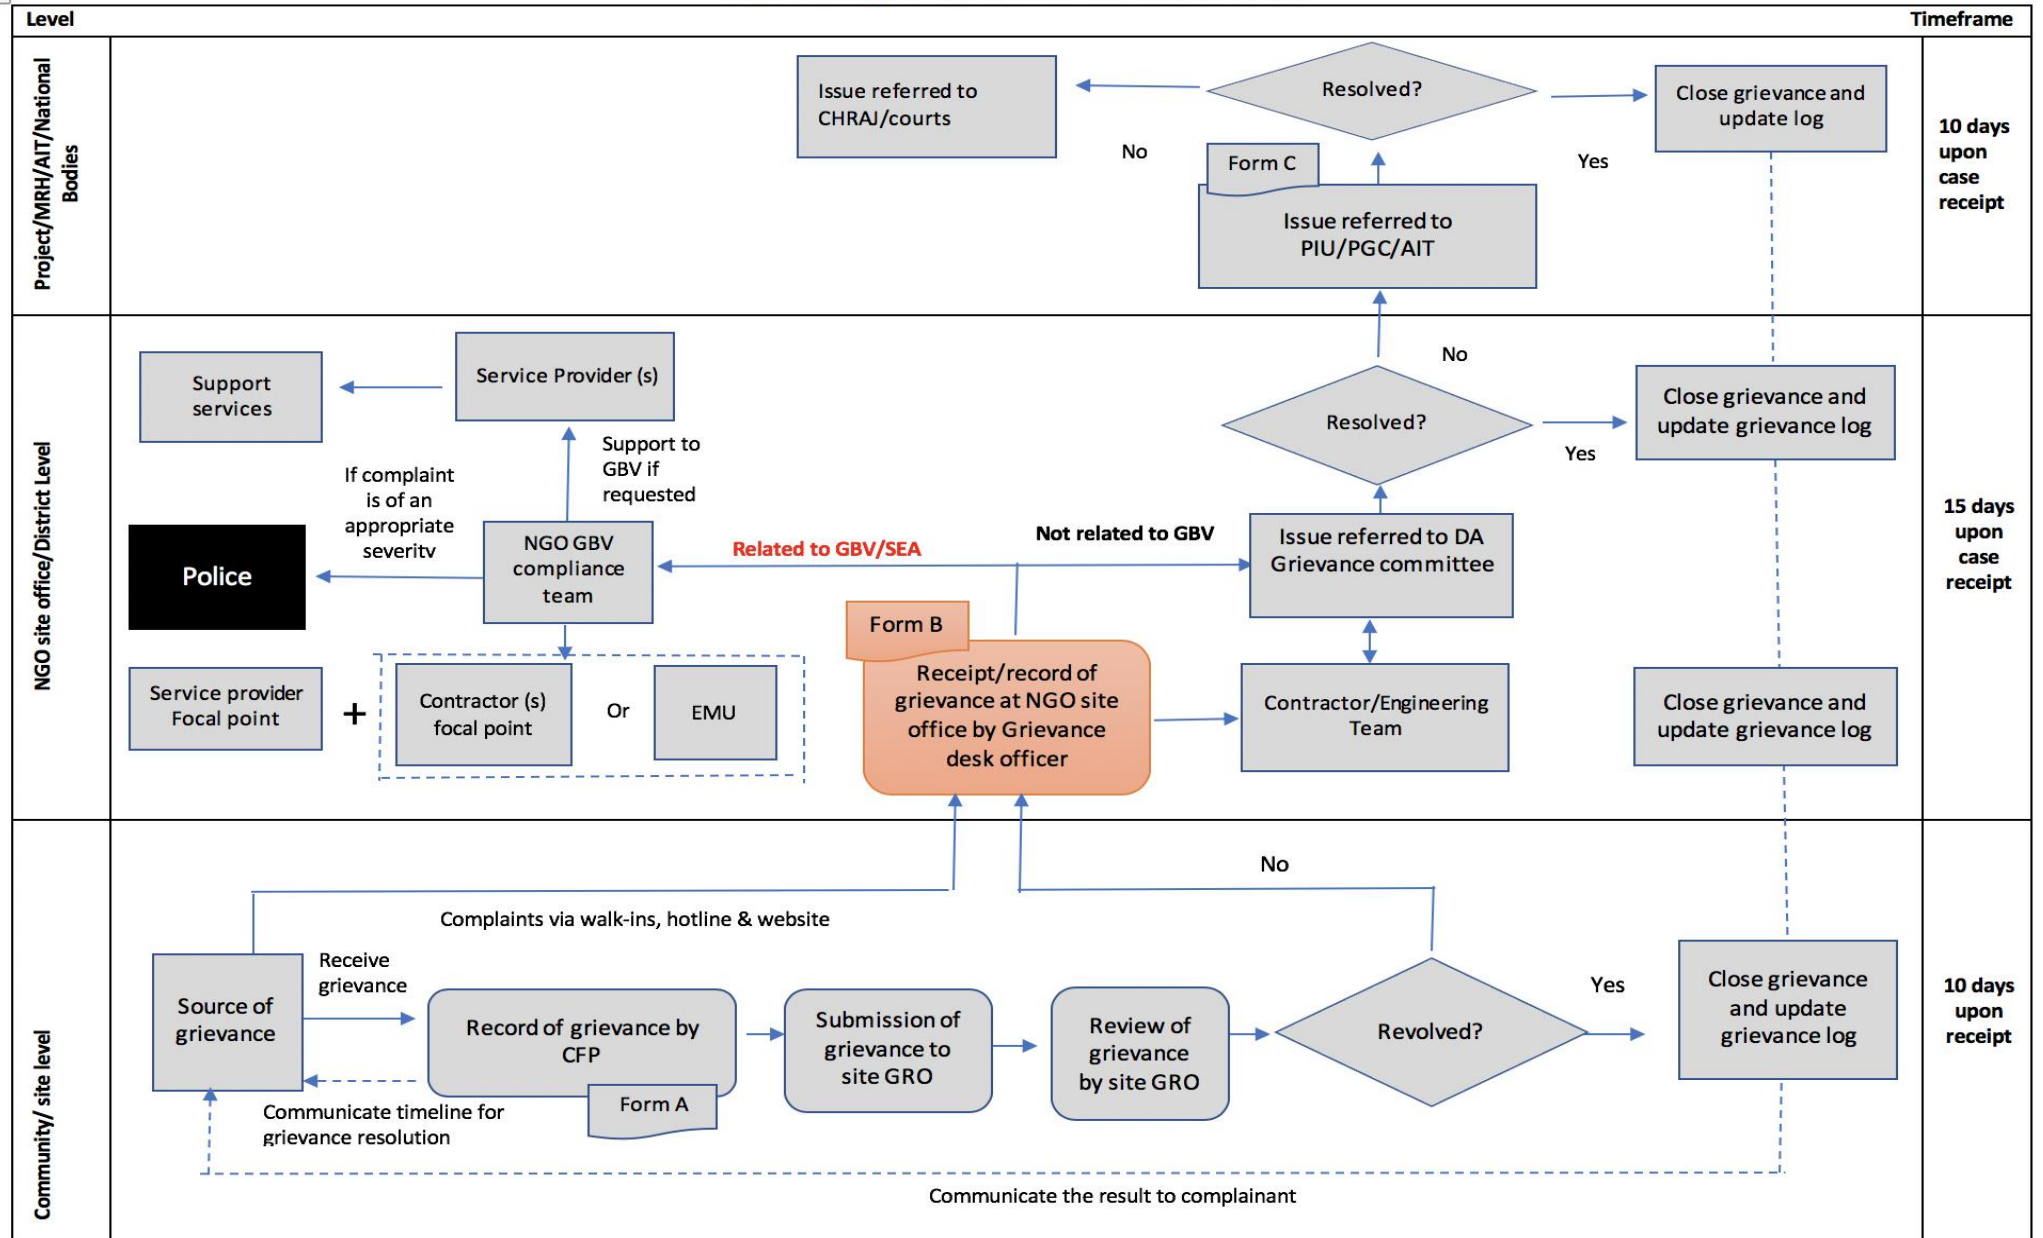 Level
Timeframe
Project/MRH/AIT/National
Bodies
Issue referred to
CHRAJ/courts
No
Resolved?
Yes
Close grievance and
update log
Form C
Issue referred to
PIU/PGC/AIT
10 days
upon
case
receipt
NGO site office/District Level
Support
services
Service Provider (s)
Support to
GBV if
requested
If complaint
is of an
appropriate
severity
Police
NGO GBV
compliance
team
Related to GBV/SEA
Not related to GBV
Issue referred to DA
Grievance committee
No
Resolved?
Yes
Close grievance and
update grievance log
Service provider
Focal point
+
Contractor (s)
focal point
Or
EMU
Form B
Receipt/record of
grievance at NGO site
office by Grievance
desk officer
Contractor/Engineering
Team
Close grievance and
update grievance log
15 days
upon
case
receipt
Community/ site level
No
Complaints via walk-ins, hotline & website
Source of
grievance
Receive
grievance
Record of grievance by
CFP
Form A
Communicate timeline for
grievance resolution
Submission of
grievance to
site GRO
Review of
grievance
by site GRO
Revolved?
Yes
Close grievance
and update
grievance log
Communicate the result to complainant
10 days
upon
receipt